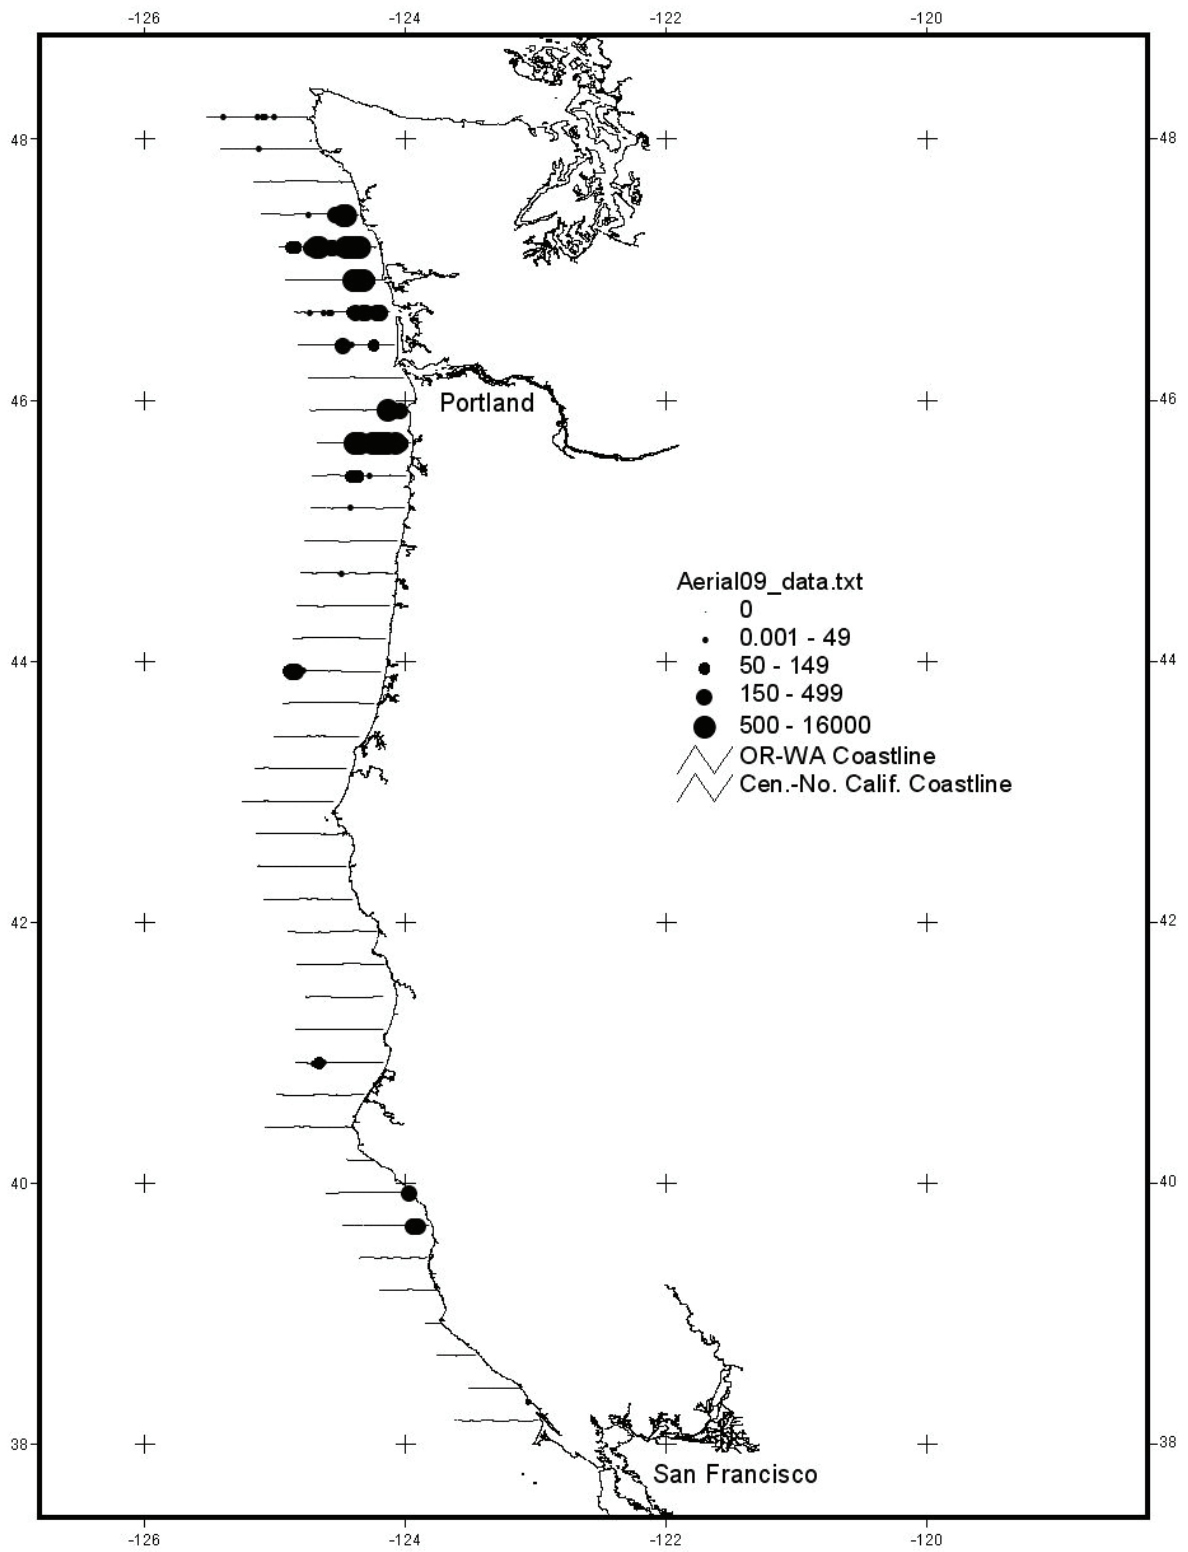 -126 -124 -122 -120
48 48
46 46
Portland
Aerial09_data.txt
0
0.001 - 49
50 - 149
44 44
150 - 499
500 - 16000
OR-WA Coastline
Cen.-No. Calif. Coastline
42 42
40 40
38 38
San Francisco
-126 -124 -122 -120